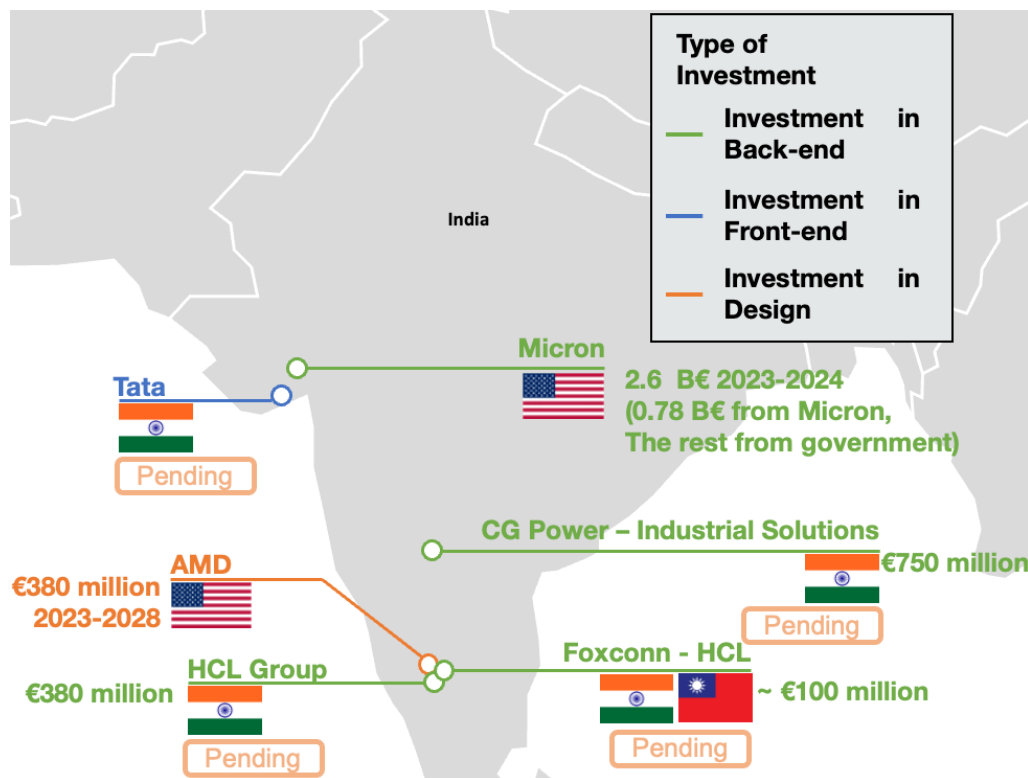 Type of
Investment
Investment in
Back-end
Investment in
Front-end
Investment in
Design
India
Micron
2.6 B€ 2023-2024
(0.78 B€ from Micron,
The rest from government)
Tata
Pending
CG Power – Industrial Solutions
€750 million
Pending
AMD
€380 million
2023-2028
HCL Group
€380 million
Pending
Foxconn - HCL
~ €100 million
Pending